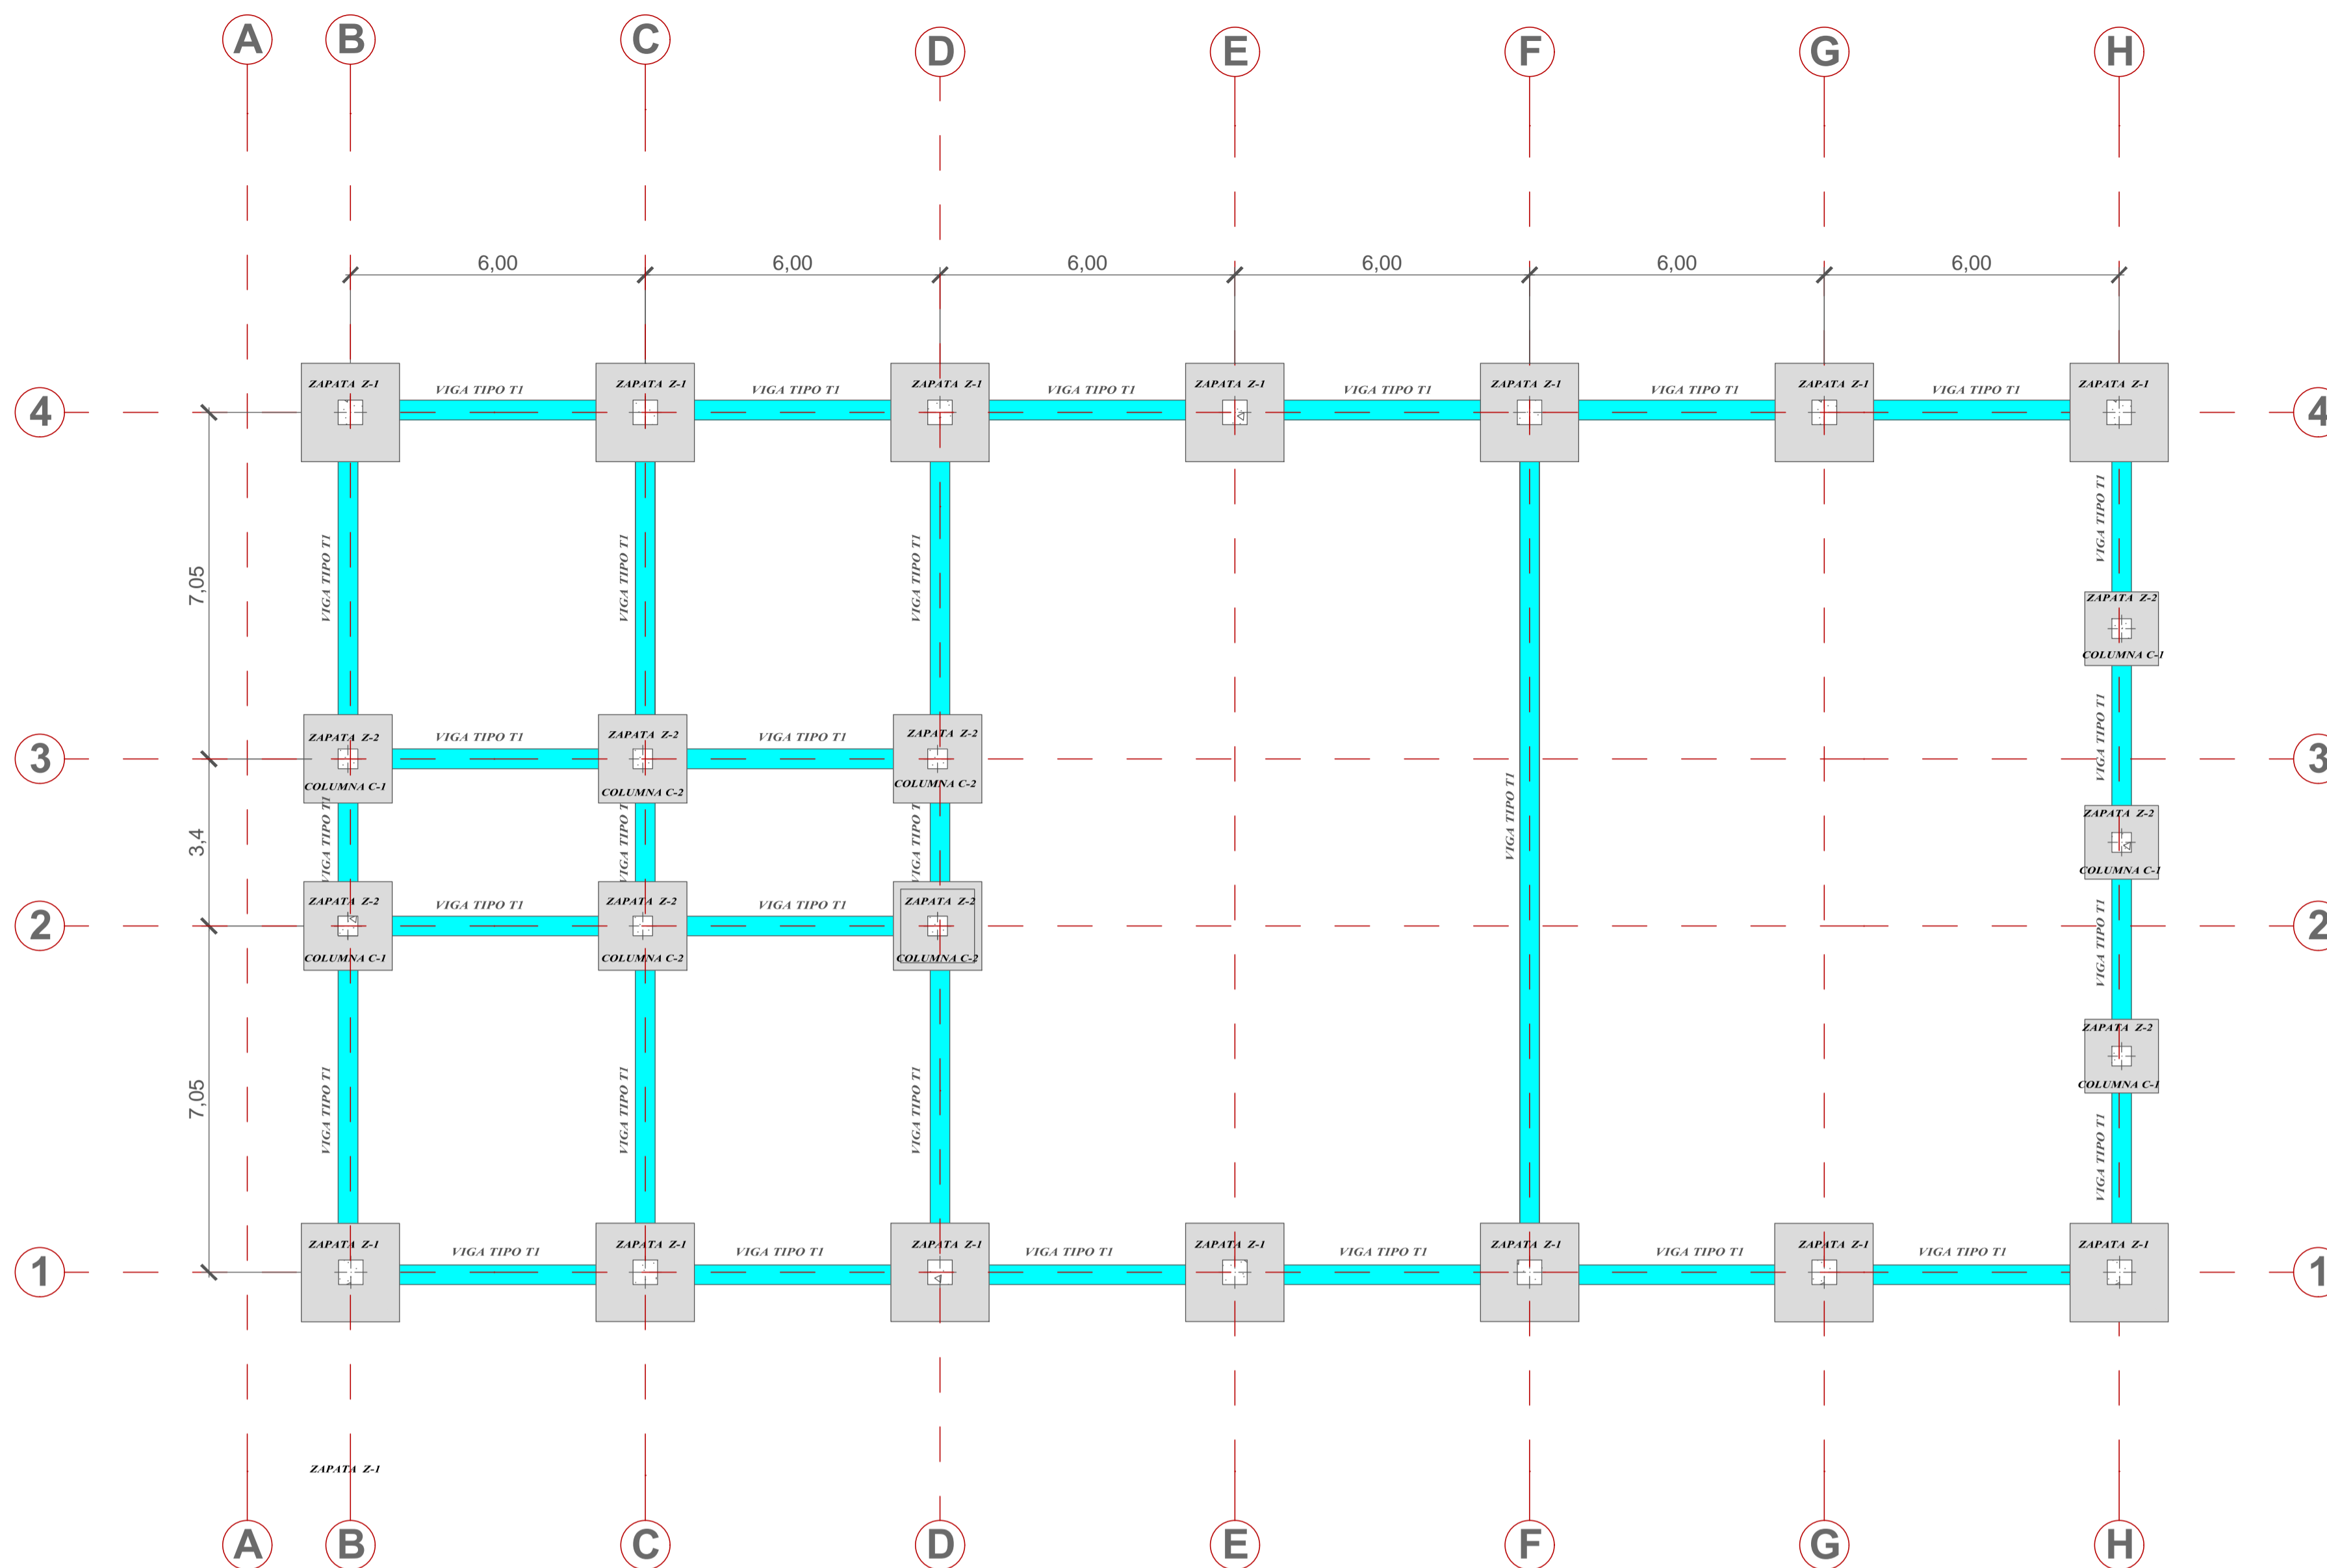 A
B
C
D
E
F
G
H
6,00
6,00
6,00
6,00
6,00
6,00
ZAPATA Z-1
VIGA TIPO T1
ZAPATA Z-1
VIGA TIPO T1
ZAPATA Z-1
VIGA TIPO T1
ZAPATA Z-1
VIGA TIPO T1
ZAPATA Z-1
VIGA TIPO T1
ZAPATA Z-1
VIGA TIPO T1
ZAPATA Z-1
4
4
7,05
VIGA TIPO T1
VIGA TIPO T1
VIGA TIPO T1
VIGA TIPO T1
ZAPATA Z-2
COLUMNA C-1
ZAPATA Z-2
VIGA TIPO T1
ZAPATA Z-2
VIGA TIPO T1
ZAPATA Z-2
VIGA TIPO T1
3
3
COLUMNA C-1
COLUMNA C-2
COLUMNA C-2
3,4
VIGA TIPO T1
VIGA TIPO T1
VIGA TIPO T1
VIGA TIPO T1
ZAPATA Z-2
COLUMNA C-1
ZAPATA Z-2
VIGA TIPO T1
ZAPATA Z-2
VIGA TIPO T1
ZAPATA Z-2
VIGA TIPO T1
2
2
COLUMNA C-1
COLUMNA C-2
COLUMNA C-2
ZAPATA Z-2
COLUMNA C-1
7,05
VIGA TIPO T1
VIGA TIPO T1
VIGA TIPO T1
VIGA TIPO T1
ZAPATA Z-1
VIGA TIPO T1
ZAPATA Z-1
VIGA TIPO T1
ZAPATA Z-1
VIGA TIPO T1
ZAPATA Z-1
VIGA TIPO T1
ZAPATA Z-1
VIGA TIPO T1
ZAPATA Z-1
VIGA TIPO T1
ZAPATA Z-1
1
1
ZAPATA Z-1
A
B
C
D
E
F
G
H